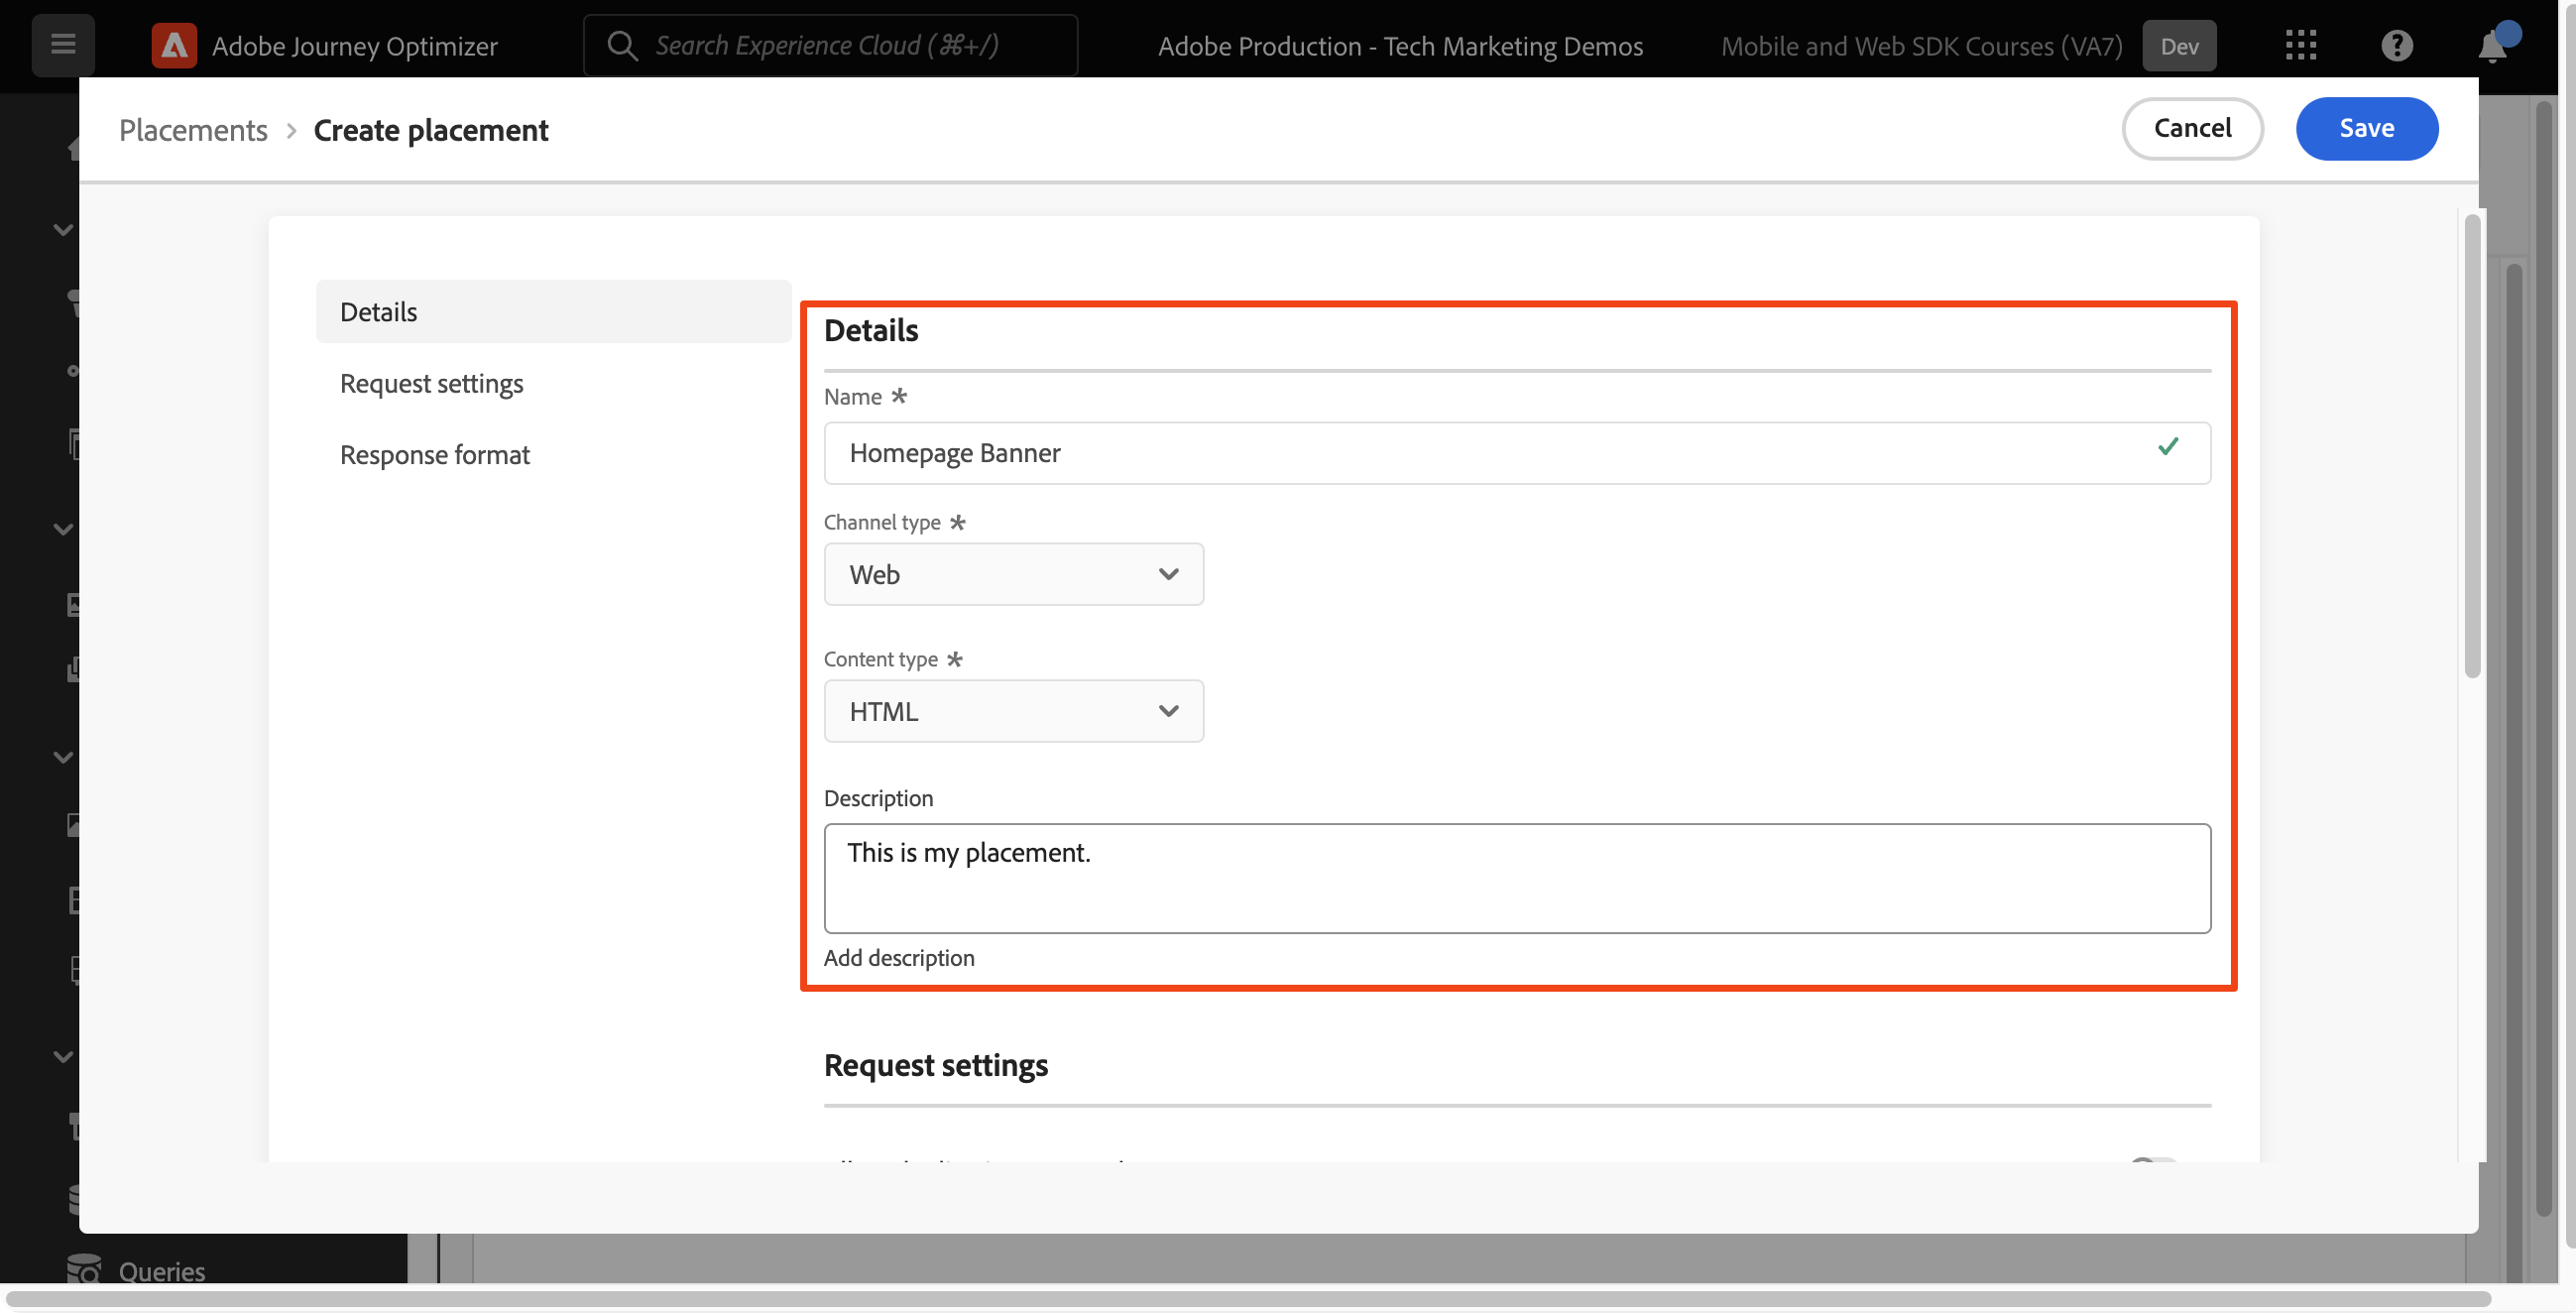 Adobe Journey Optimizer
Search Experience Cloud (⌘+/)
Adobe Production - Tech Marketing Demos
Mobile and Web SDK Courses (VA7)
Dev
Placements > Create placement
Cancel
Save
Details
Request settings
Response format
Details
Name *
Homepage Banner
Channel type *
Web
Content type *
HTML
Description
This is my placement.
Add description
Request settings
Queries